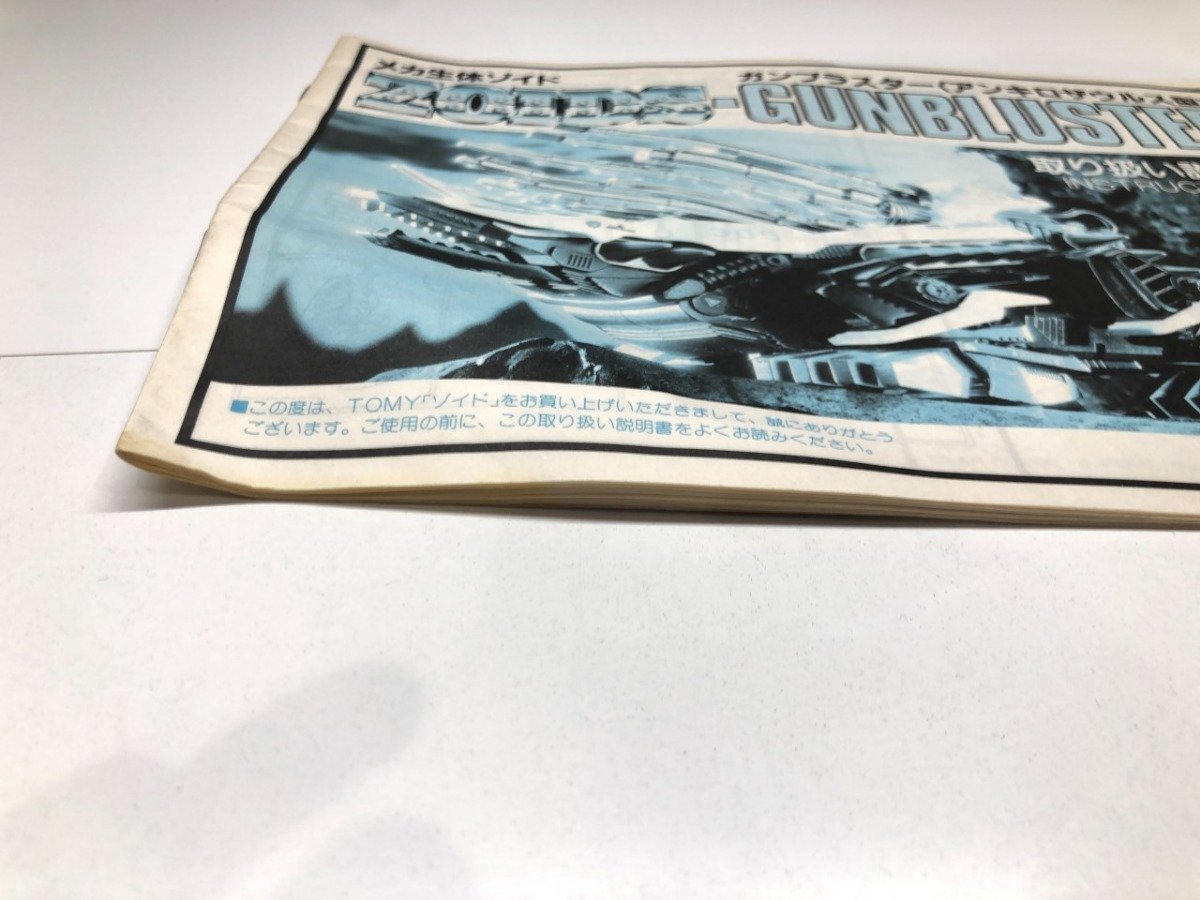 メカ生体ゾイド
ガンブラスター(アンキロザウルス型
ZOIDS-GUNBLUSTE
取り扱い
INSTRUC
■この度は、TOMY「ゾイド」をお買い上げいただきまして、誠にありがとう
ございます。ご使用の前に、この取り扱い説明書をよくお読みください。